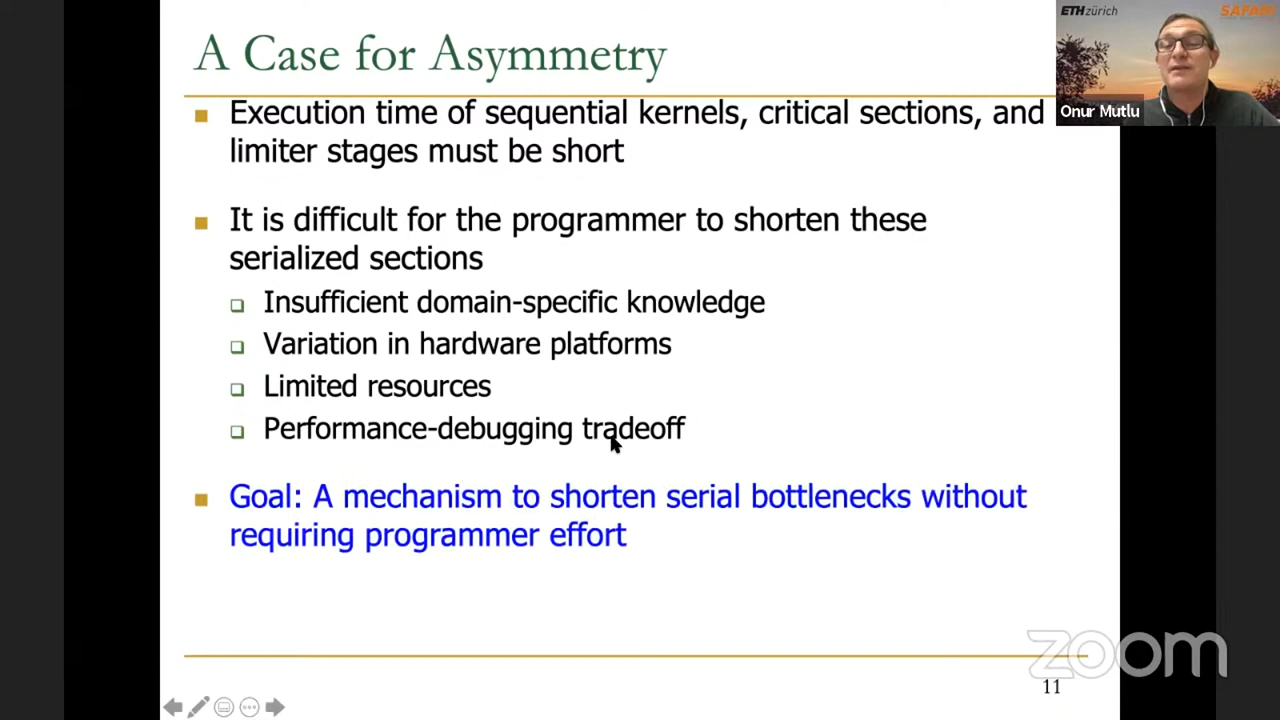 A Case for Asymmetry
Execution time of sequential kernels, critical sections, and
limiter stages must be short
It is difficult for the programmer to shorten these
serialized sections
Insufficient domain-specific knowledge
Variation in hardware platforms
Limited resources
Performance-debugging tradeoff
Goal: A mechanism to shorten serial bottlenecks without
requiring programmer effort
ETH zürich
SAFARI
Onur Mutlu
zoom
11